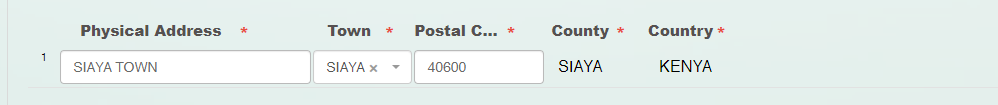 Physical Address * Town * Postal C... * County * Country *
1 SIAYA TOWN SIAYA × 40600 SIAYA KENYA